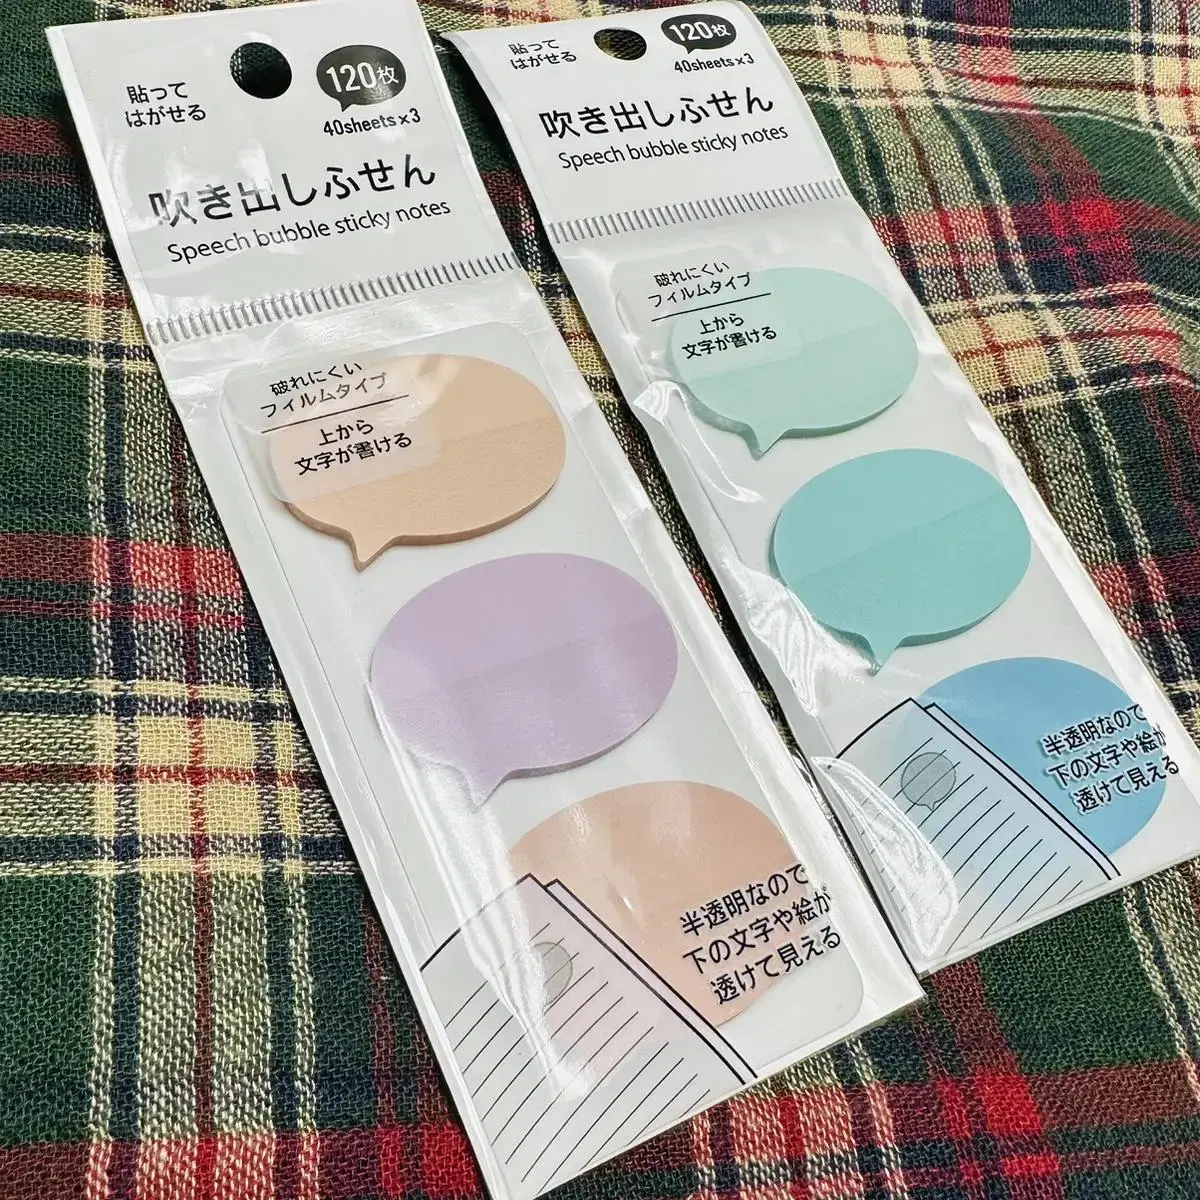 貼って
はがせる
120枚
40sheets×3
吹き出しふせん
Speech bubble sticky notes
破れにくい
フィルムタイプ
上から
文字が書ける
半透明なので
下の文字や絵が
透けて見える
貼って
はがせる
120枚
40sheets×3
吹き出しふせん
Speech bubble sticky notes
破れにくい
フィルムタイプ
上から
文字が書ける
半透明なので
下の文字や絵が
透けて見える